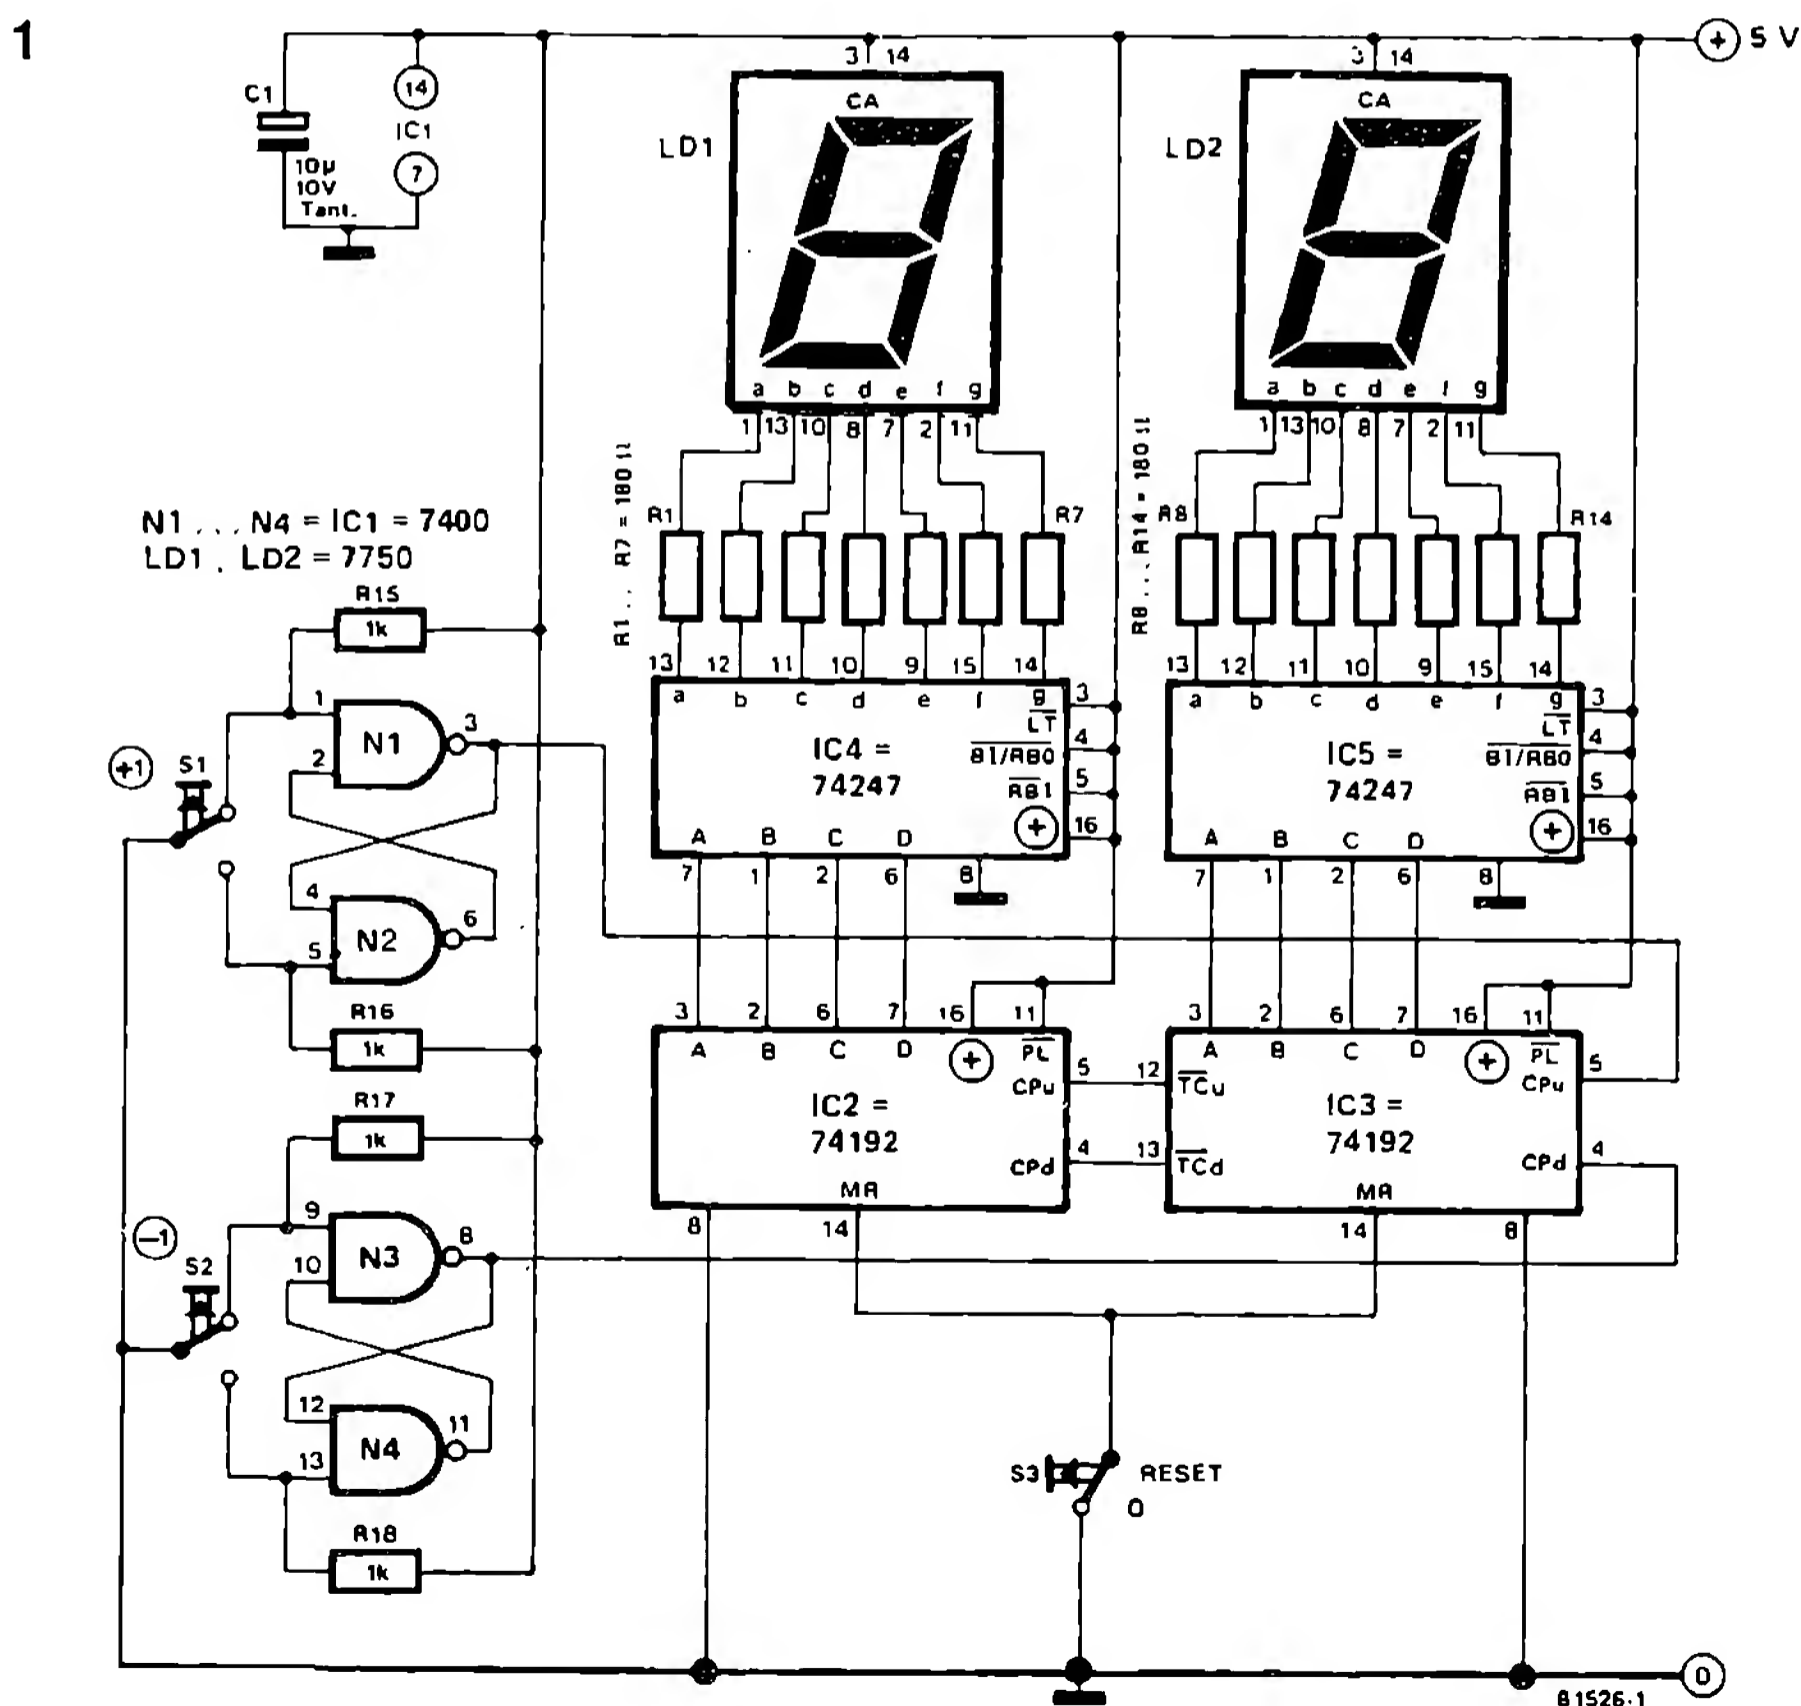 1
+ 5 V
3 14
3 14
C1
14
IC1
7
10µ
10V
Tant.
LD1
CA
LD2
CA
a b c d e f g
a b c d e f g
1 13 10 8 7 2 11
1 13 10 8 7 2 11
R1 . . . R7 = 180 Ω
R8 . . . R14 = 180 Ω
R1
R7
R8
R14
N1 . . . N4 = IC1 = 7400
LD1 . LD2 = 7750
R15
1k
13 12 11 10 9 15 14
13 12 11 10 9 15 14
a b c d e f g
a b c d e f g
3
LT
4
BI/RBO
5
RBI
+
16
3
LT
4
BI/RBO
5
RBI
+
16
IC4 =
74247
IC5 =
74247
A B C D
A B C D
7 1 2 6 8
7 1 2 6 8
+1
S1
1
2
N1
3
4
5
N2
6
R16
1k
3 2 6 7 16 11
3 2 6 7 16 11
A B C D + PL
A B C D + PL
CPu
5
12
TCu
CPu
5
IC2 =
74192
IC3 =
74192
CPd
4
13
TCd
CPd
4
MR
MR
8
14
14
8
R17
1k
-1
S2
9
10
N3
8
12
13
N4
11
R18
1k
S3
RESET
0
0
81526-1